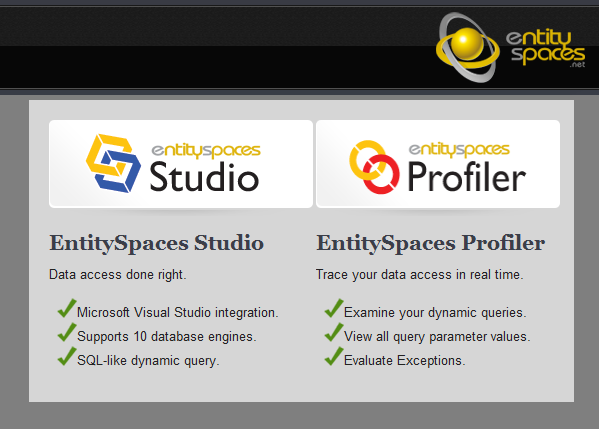 entity
spaces
.net
entityspaces
Studio
entityspaces
Profiler
EntitySpaces Studio
Data access done right.
Microsoft Visual Studio integration.
Supports 10 database engines.
SQL-like dynamic query.
EntitySpaces Profiler
Trace your data access in real time.
Examine your dynamic queries.
View all query parameter values.
Evaluate Exceptions.